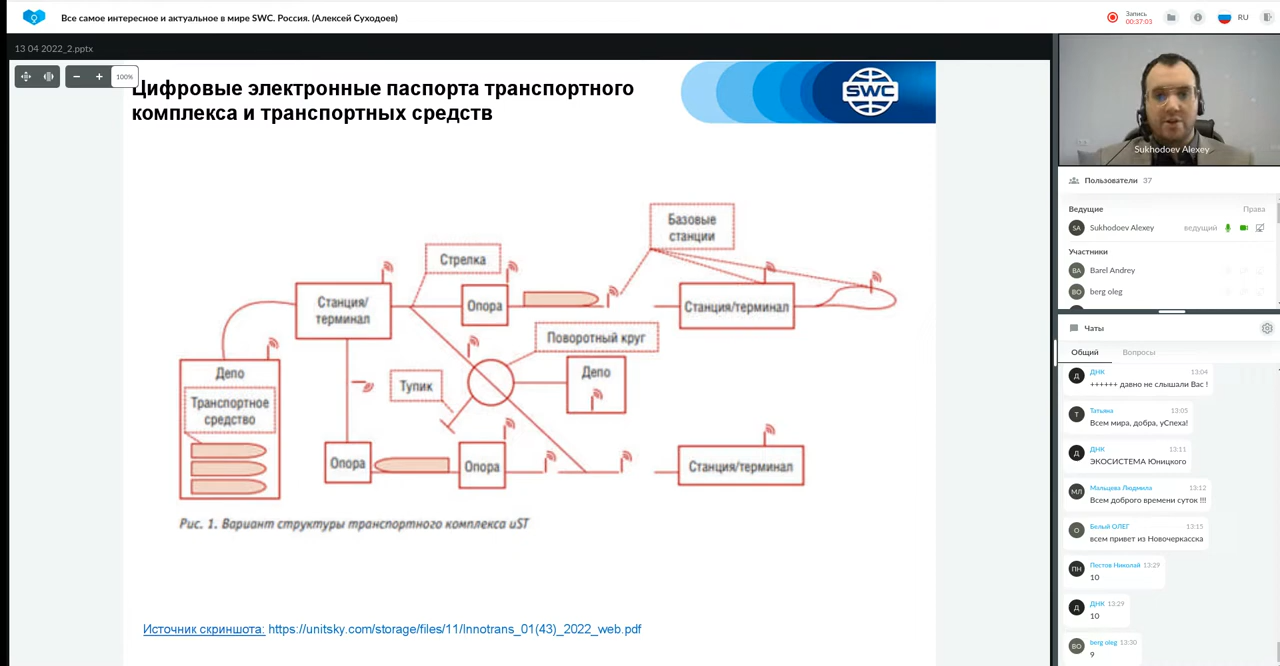 Все самое интересное и актуальное в мире SWC. Россия. (Алексей Суходоев)
Запись
00:37:03
RU
13 04 2022_2.pptx
100%
Цифровые электронные паспорта транспортного
комплекса и транспортных средств
SWC
Базовые
станции
Стрелка
Станция/
терминал
Опора
Станция/терминал
Поворотный круг
Депо
Транспортное
средство
Тупик
Депо
Опора
Опора
Станция/терминал
Рис. 1. Вариант структуры транспортного комплекса uST
Источник скриншота: https://unitsky.com/storage/files/11/Innotrans_01(43)_2022_web.pdf
Sukhodoev Alexey
Пользователи 37
Ведущие Права
SA Sukhodoev Alexey ведущий
Участники
BA Barel Andrey
BO berg oleg
Чаты
Общий Вопросы
Д ДНК 13:04
++++++ давно не слышали Вас !
Т Татьяна 13:05
Всем мира, добра, уСпеха!
Д ДНК 13:11
ЭКОСИСТЕМА Юницкого
МЛ Мальцева Людмила 13:12
Всем доброго времени суток !!!
О Белый ОЛЕГ 13:15
всем привет из Новочеркасска
ПН Пестов Николай 13:29
10
Д ДНК 13:29
10
BO berg oleg 13:30
9